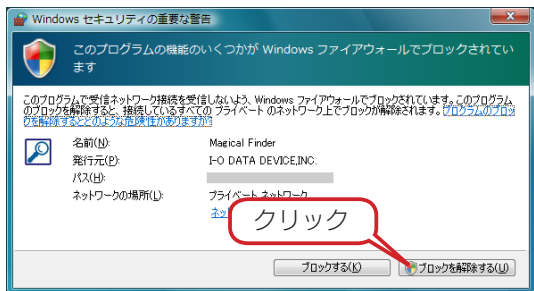 Windows セキュリティの重要な警告
このプログラムの機能のいくつかが Windows ファイアウォールでブロックされてい
ます
このプログラムで受信ネットワーク接続を受信しないよう、Windows ファイアウォールでブロックされています。このプログラム
のブロックを解除すると、接続しているすべての プライベート のネットワーク上でブロックが解除されます。プログラムのブロッ
クを解除するとどのような危険性がありますか?
名前(N):
Magical Finder
発行元(P):
I-O DATA DEVICE,INC.
パス(H):
ネットワークの場所(L):
プライベート ネットワーク
ネッ
クリック
ブロックする(K)
ブロックを解除する(U)